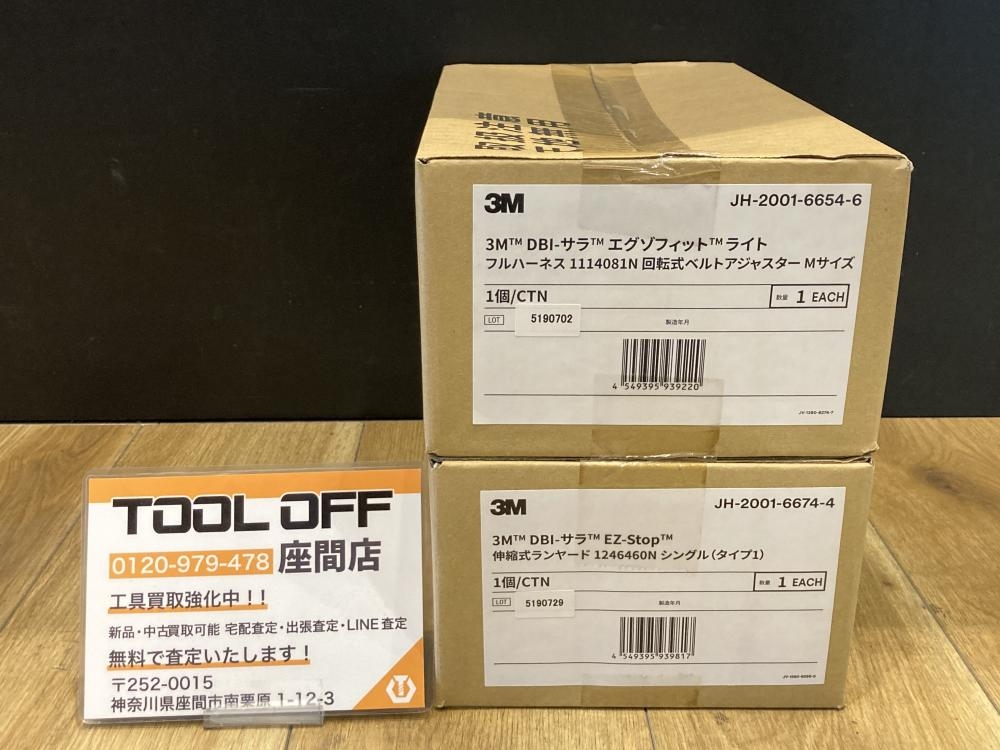 取扱注意
3M
JH-2001-6654-6
3M™ DBI-サラ™ エグゾフィット™ ライト
フルハーネス 1114081N 回転式ベルトアジャスター Mサイズ
1個/CTN
数量 1 EACH
LOT 5190702
製造年月
4 549395 939220
3M
JH-2001-6674-4
3M™ DBI-サラ™ EZ-Stop™
伸縮式ランヤード 1246460N シングル(タイプ1)
1個/CTN
数量 1 EACH
LOT 5190729
製造年月
4 549395 939817
TOOL OFF
0120-979-478 座間店
工具買取強化中!!
新品・中古買取可能 宅配査定・出張査定・LINE査定
無料で査定いたします!
〒252-0015
神奈川県座間市南栗原 1-12-3